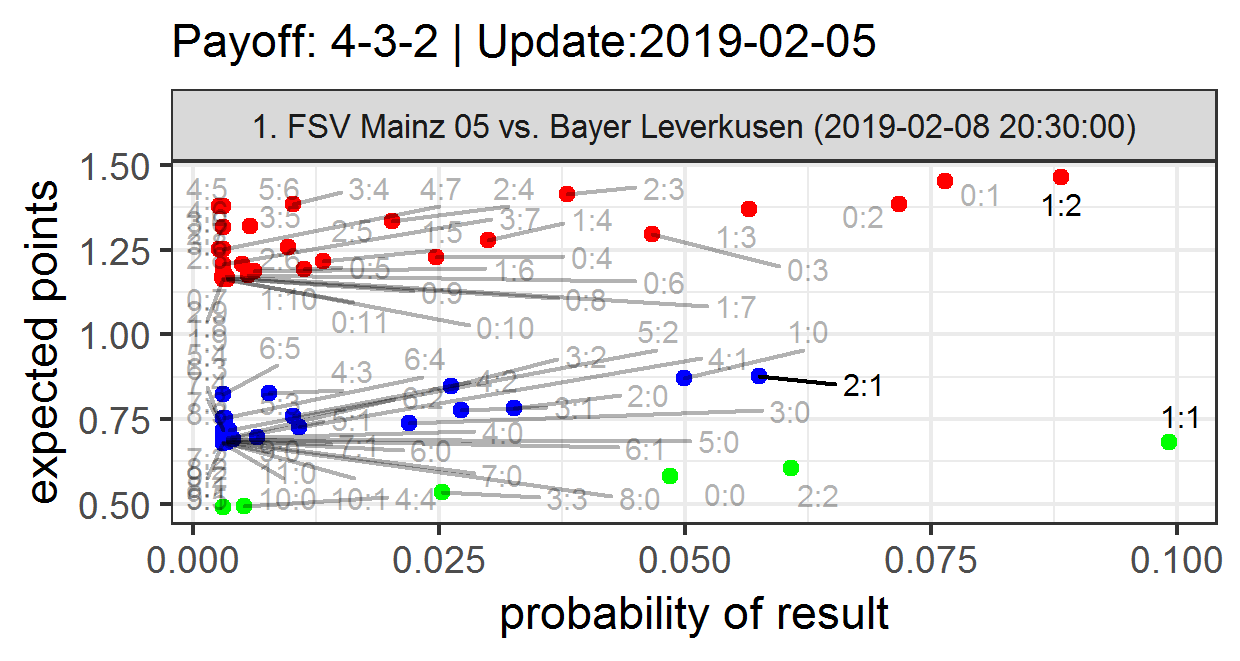 Payoff: 4-3-2 | Update:2019-02-05
1. FSV Mainz 05 vs. Bayer Leverkusen (2019-02-08 20:30:00)
expected points
1.50
1.25
1.00
0.75
0.50
4:5 5:6 3:4 4:7 2:4 2:3 0:1 1:2
3:5 2:5 1:5 3:7 1:4 1:3 0:2
2:6 0:5 1:6 0:4 0:6 0:3
1:10 0:9 0:8 1:7
0:11 0:10
6:5 6:4 3:2 5:2 4:1 1:0
4:3 4:2 2:1
5:3 6:2 3:1 2:0 3:0 1:1
5:1 4:0 5:0
9:0 7:1 6:0 6:1
11:0 7:0
10:0 10:1 4:4 3:3 8:0 0:0 2:2
0.000 0.025 0.050 0.075 0.100
probability of result